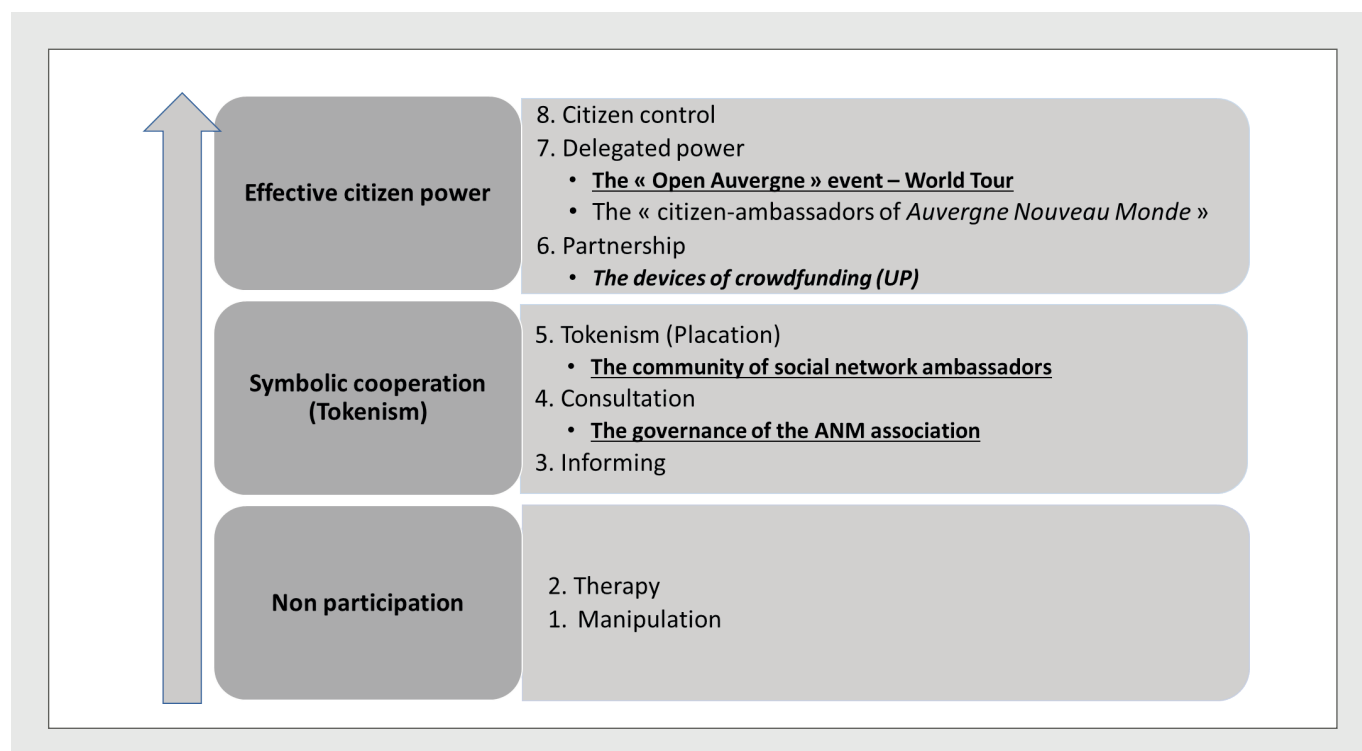 Effective citizen power
8. Citizen control
7. Delegated power
• The « Open Auvergne » event – World Tour
• The « citizen-ambassadors of Auvergne Nouveau Monde »
6. Partnership
• The devices of crowdfunding (UP)
Symbolic cooperation
(Tokenism)
5. Tokenism (Placation)
• The community of social network ambassadors
4. Consultation
• The governance of the ANM association
3. Informing
Non participation
2. Therapy
1. Manipulation